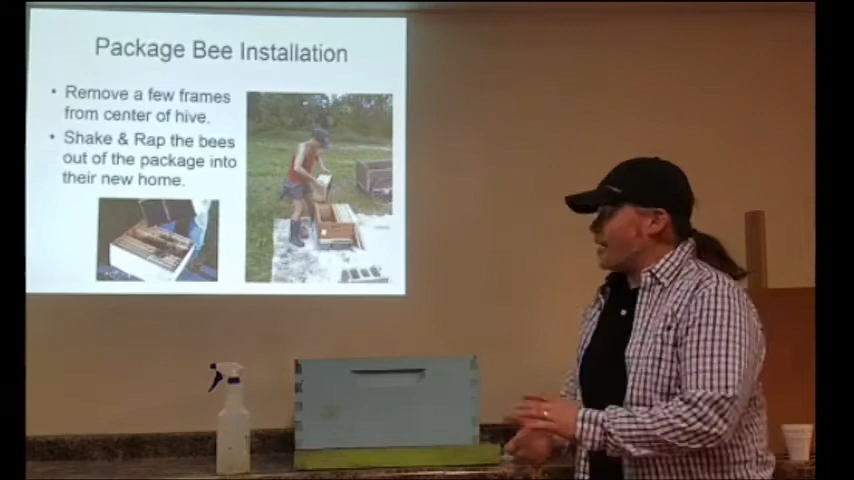 Package Bee Installation
• Remove a few frames
from center of hive.
• Shake & Rap the bees
out of the package into
their new home.